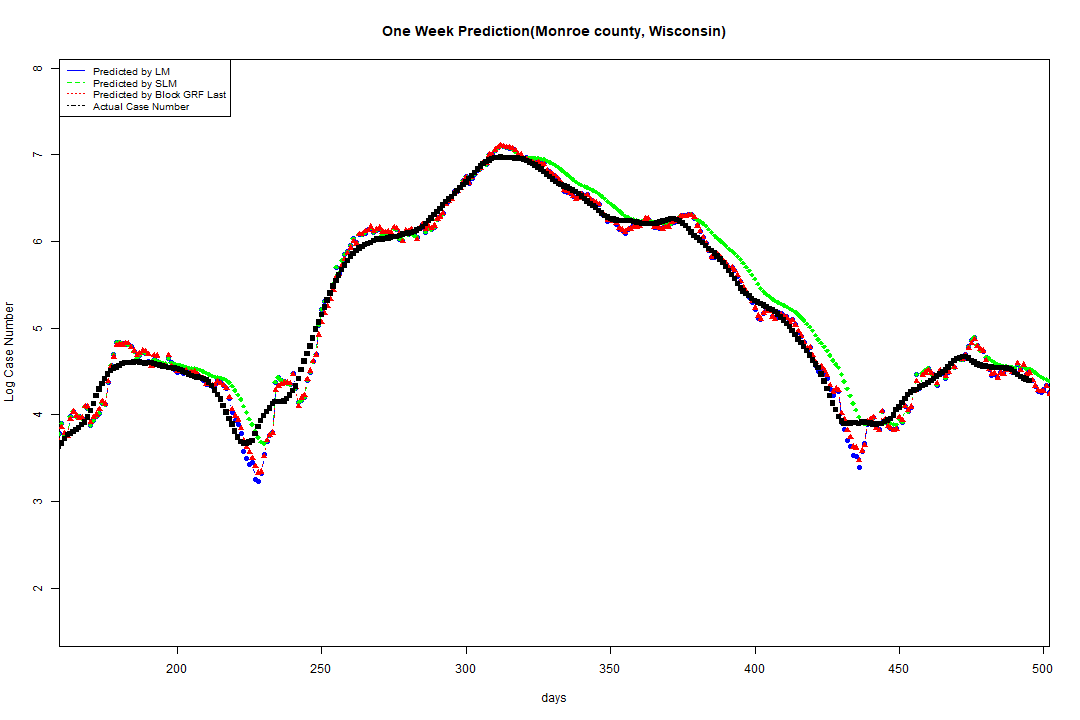 One Week Prediction(Monroe county, Wisconsin)
Predicted by LM
Predicted by SLM
Predicted by Block GRF Last
Actual Case Number
8
7
6
5
4
3
2
Log Case Number
200 250 300 350 400 450 500
days